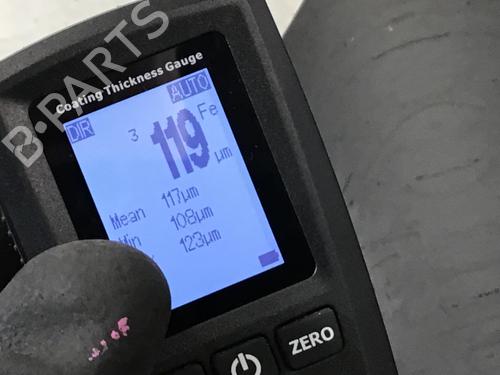 B-PARTS
Coating Thickness Gauge
DIR AUTO
3 119 Fe
µm
Mean 117µm
Min 108µm
123µm
ZERO